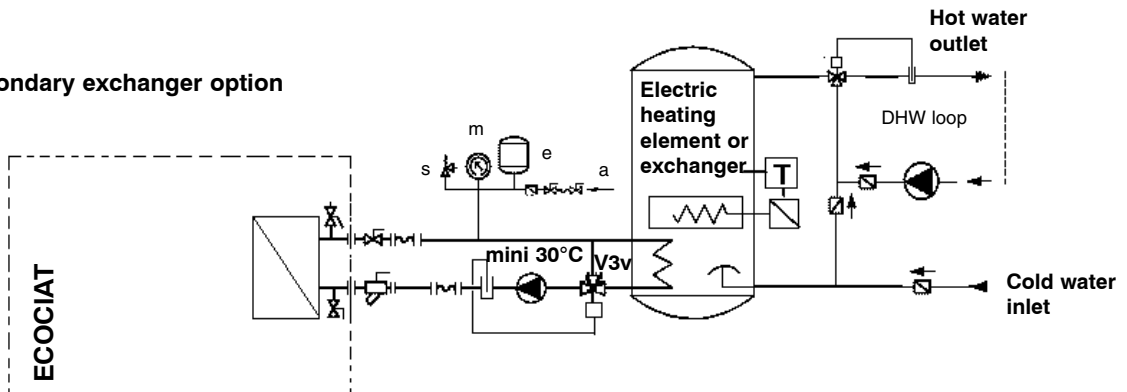 Hot water
outlet
ondary exchanger option
Electric
heating
element or
exchanger
DHW loop
m
e
s
a
T
mini 30°C
V3v
Cold water
inlet
ECOCIAT